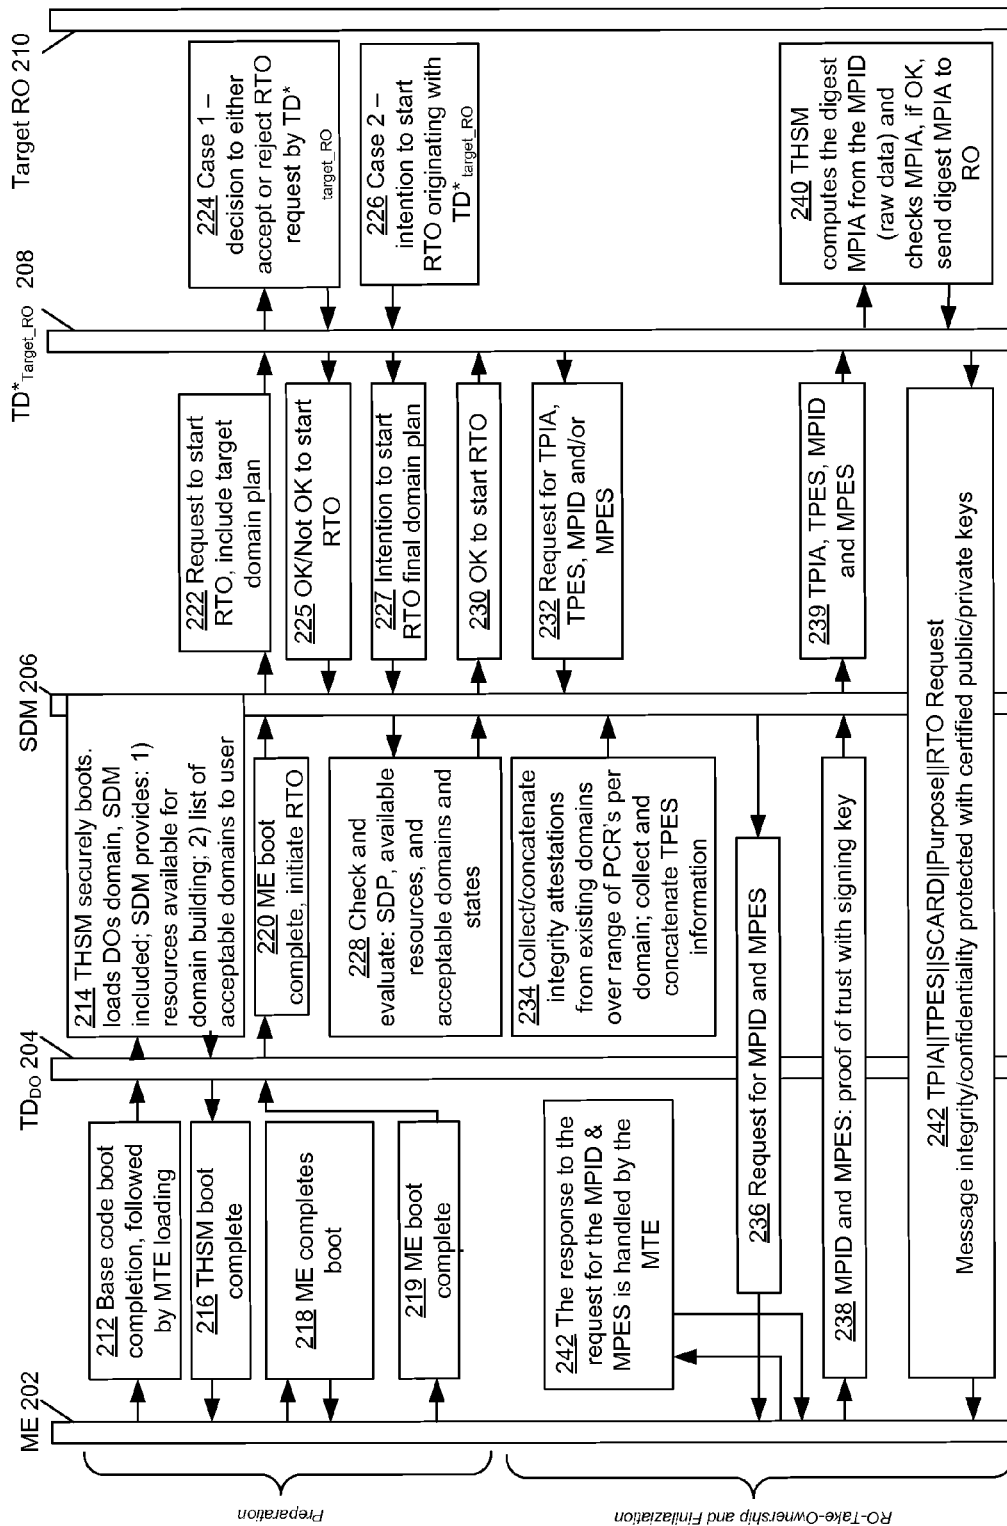 ME 202
TD_DO 204
SDM 206
TD*_Target_RO 208
Target RO 210
Preparation
212 Base code boot
completion, followed
by MTE loading
214 THSM securely boots.
loads DOs domain, SDM
included; SDM provides: 1)
resources available for
domain building; 2) list of
acceptable domains to user
216 THSM boot
complete
218 ME completes
boot
219 ME boot
complete
220 ME boot
complete, initiate RTO
222 Request to start
RTO, include target
domain plan
224 Case 1 –
decision to either
accept or reject RTO
request by TD*
target_RO
225 OK/Not OK to start
RTO
226 Case 2 –
intention to start
RTO originating with
TD*target_RO
227 Intention to start
RTO final domain plan
228 Check and
evaluate: SDP, available
resources, and
acceptable domains and
states
230 OK to start RTO
RO-Take-Ownership and Finilaziation
232 Request for TPIA,
TPES, MPID and/or
MPES
234 Collect/concatenate
integrity attestations
from existing domains
over range of PCR's per
domain; collect and
concatenate TPES
information
236 Request for MPID and MPES
242 The response to the
request for the MPID &
MPES is handled by the
MTE
238 MPID and MPES: proof of trust with signing key
239 TPIA, TPES, MPID
and MPES
240 THSM
computes the digest
MPIA from the MPID
(raw data) and
checks MPIA, if OK,
send digest MPIA to
RO
242 TPIA||TPES||SCARD||Purpose||RTO Request
Message integrity/confidentiality protected with certified public/private keys